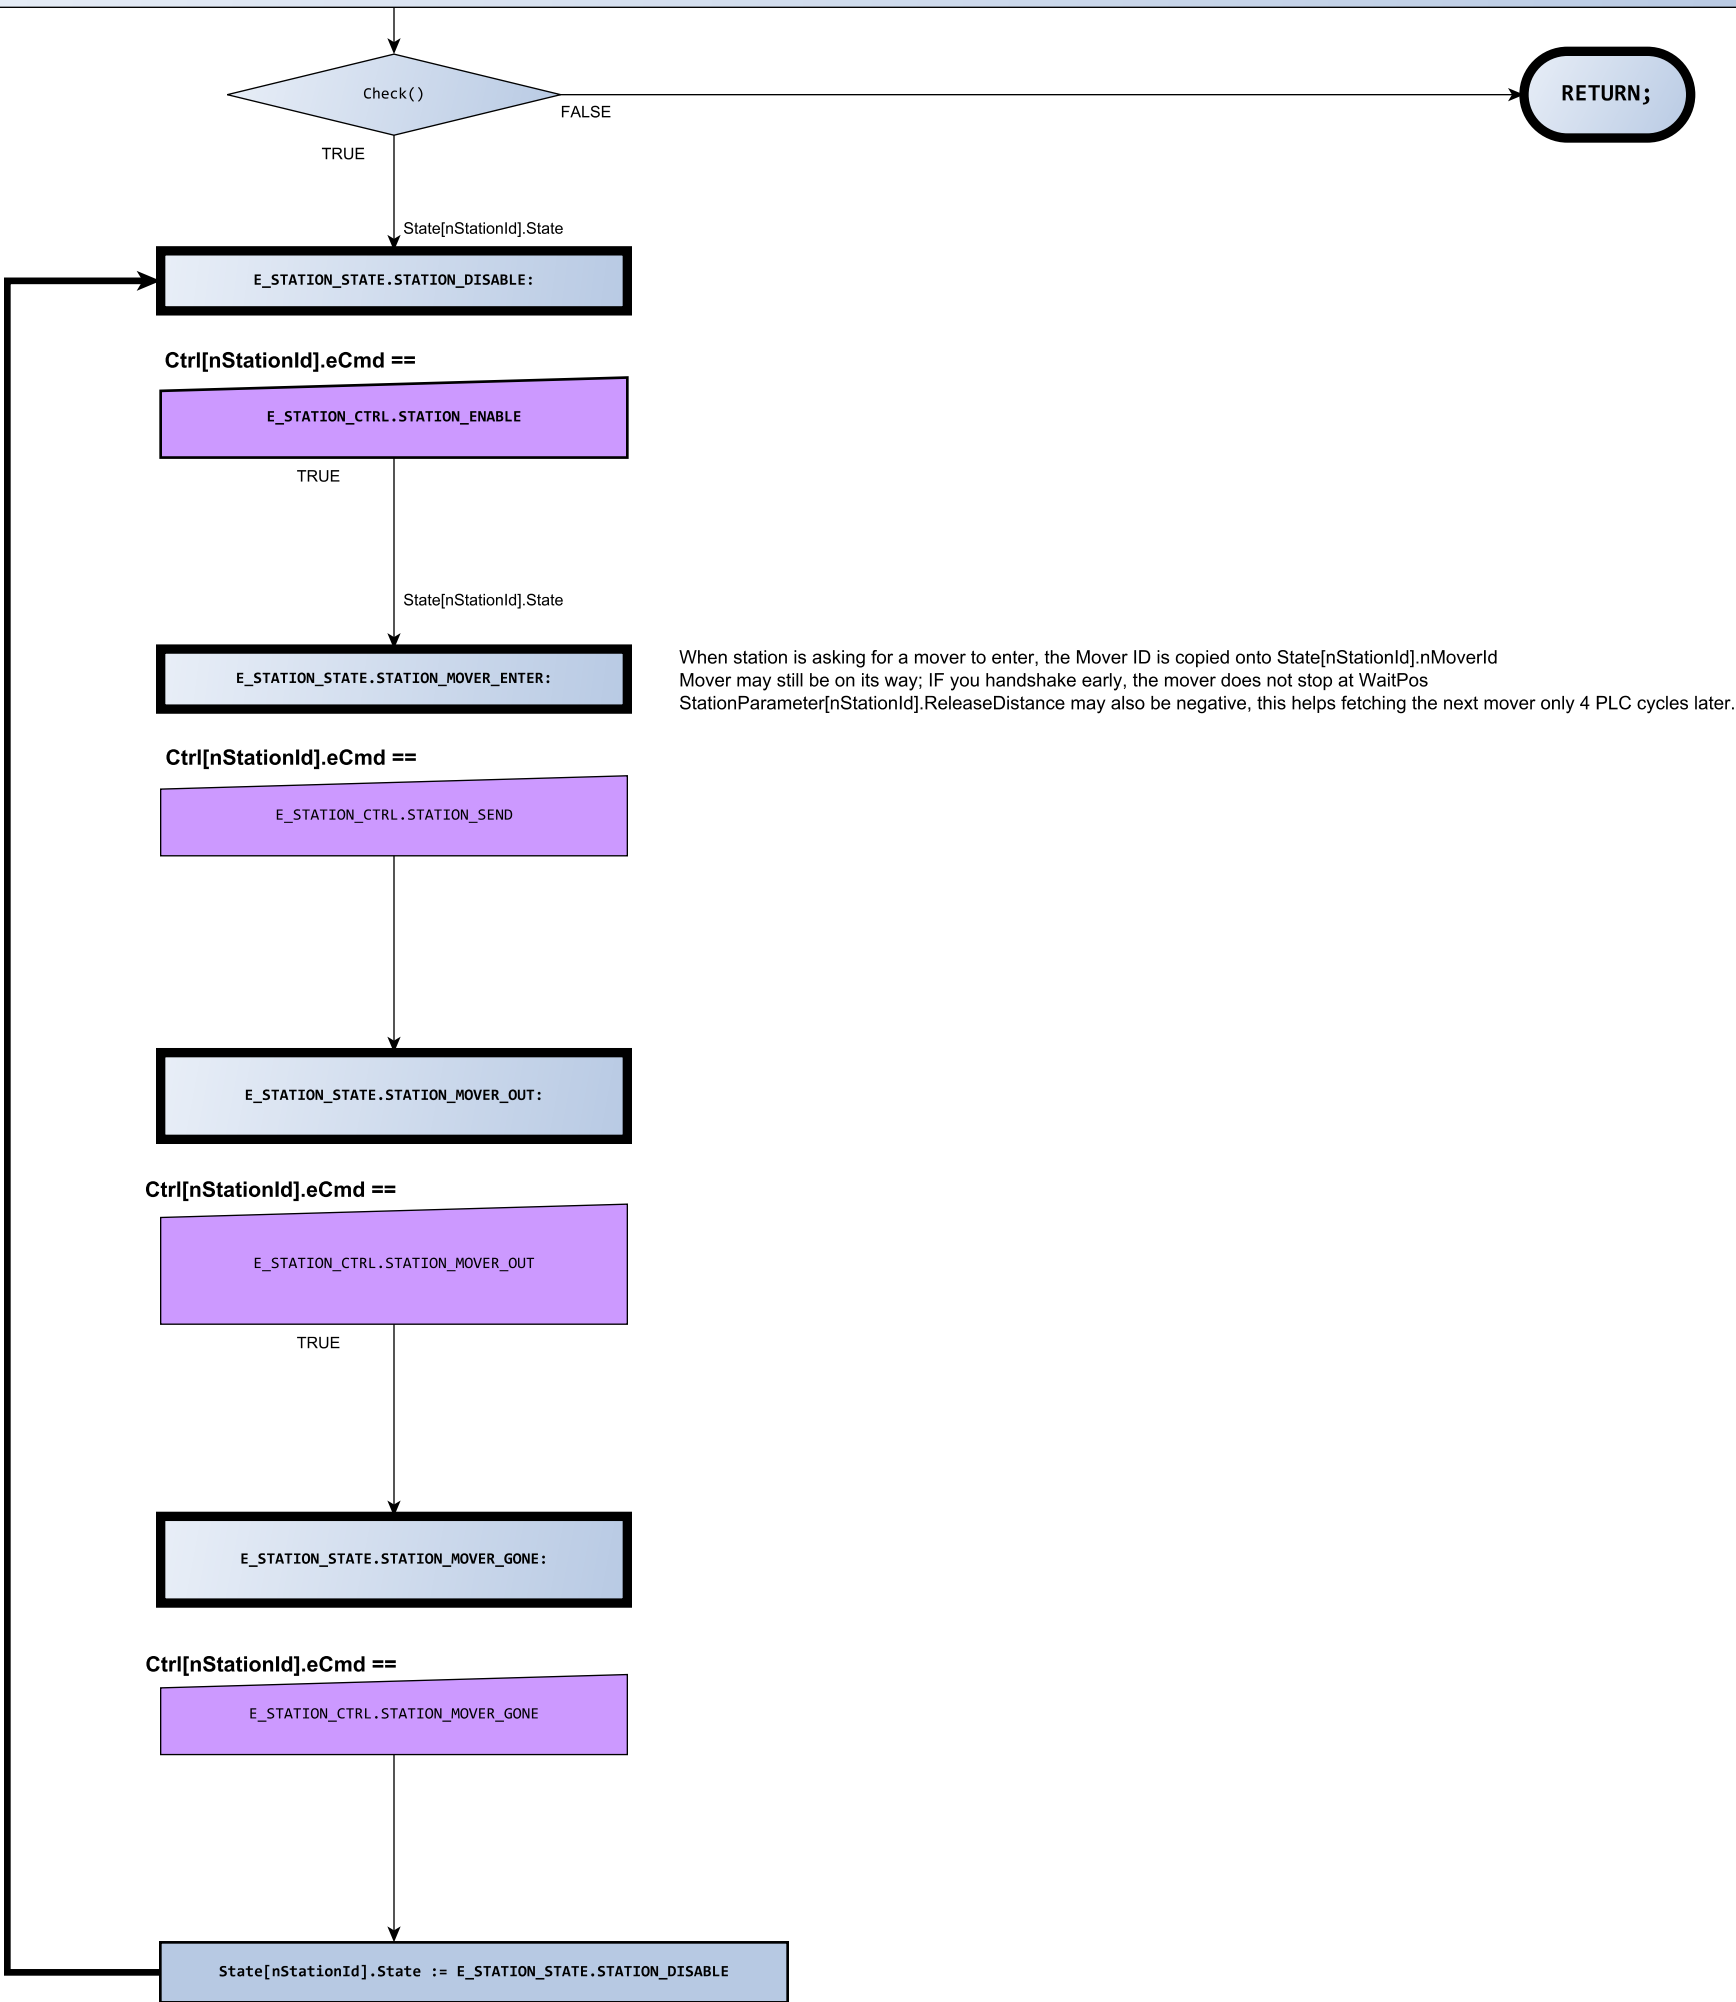 Check()
RETURN;
FALSE
TRUE
State[nStationId].State
E_STATION_STATE.STATION_DISABLE:
Ctrl[nStationId].eCmd ==
E_STATION_CTRL.STATION_ENABLE
TRUE
State[nStationId].State
E_STATION_STATE.STATION_MOVER_ENTER:
When station is asking for a mover to enter, the Mover ID is copied onto State[nStationId].nMoverId
Mover may still be on its way; IF you handshake early, the mover does not stop at WaitPos
StationParameter[nStationId].ReleaseDistance may also be negative, this helps fetching the next mover only 4 PLC cycles later.
Ctrl[nStationId].eCmd ==
E_STATION_CTRL.STATION_SEND
E_STATION_STATE.STATION_MOVER_OUT:
Ctrl[nStationId].eCmd ==
E_STATION_CTRL.STATION_MOVER_OUT
TRUE
E_STATION_STATE.STATION_MOVER_GONE:
Ctrl[nStationId].eCmd ==
E_STATION_CTRL.STATION_MOVER_GONE
State[nStationId].State := E_STATION_STATE.STATION_DISABLE